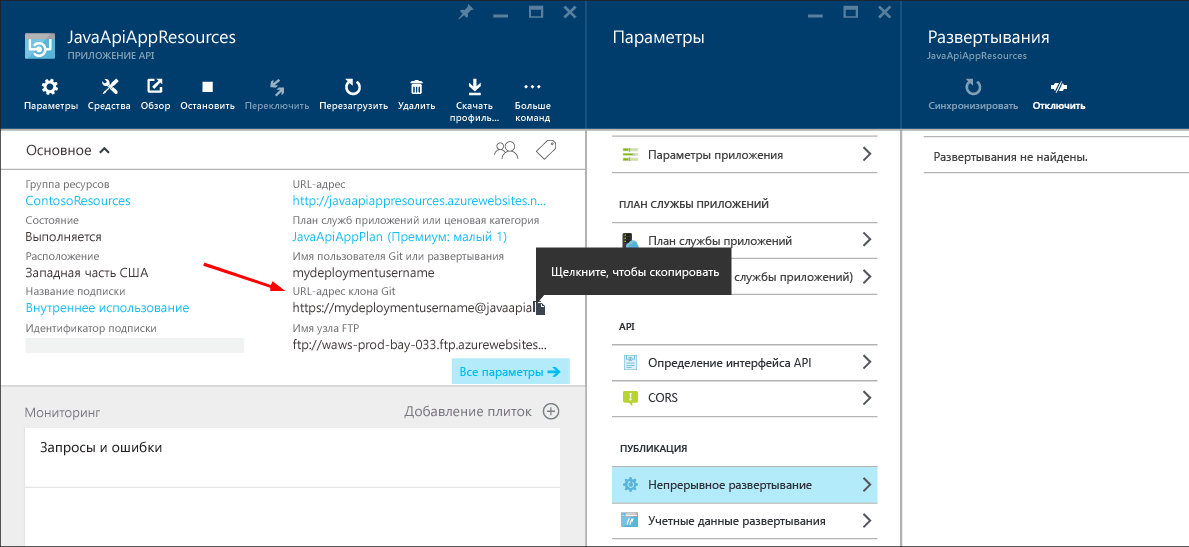 JavaApiAppResources
ПРИЛОЖЕНИЕ API
Параметры
Средства
Обзор
Остановить
Переключить
Перезагрузить
Удалить
Скачать
профиль...
Больше
команд
Основное
Группа ресурсов
ContosoResources
Состояние
Выполняется
Расположение
Западная часть США
Название подписки
Внутреннее использование
Идентификатор подписки
URL-адрес
http://javaapiappresources.azurewebsites.n...
План служб приложений или ценовая категория
JavaApiAppPlan (Премиум: малый 1)
Имя пользователя Git или развертывания
mydeploymentusername
URL-адрес клона Git
https://mydeploymentusername@javaapia
Щелкните, чтобы скопировать
Имя узла FTP
ftp://waws-prod-bay-033.ftp.azurewebsites...
Все параметры
Мониторинг
Добавление плиток
Запросы и ошибки
Параметры
Параметры приложения
ПЛАН СЛУЖБЫ ПРИЛОЖЕНИЙ
План службы приложений
службы приложений)
API
Определение интерфейса API
CORS
ПУБЛИКАЦИЯ
Непрерывное развертывание
Учетные данные развертывания
Развертывания
JavaApiAppResources
Синхронизировать
Отключить
Развертывания не найдены.